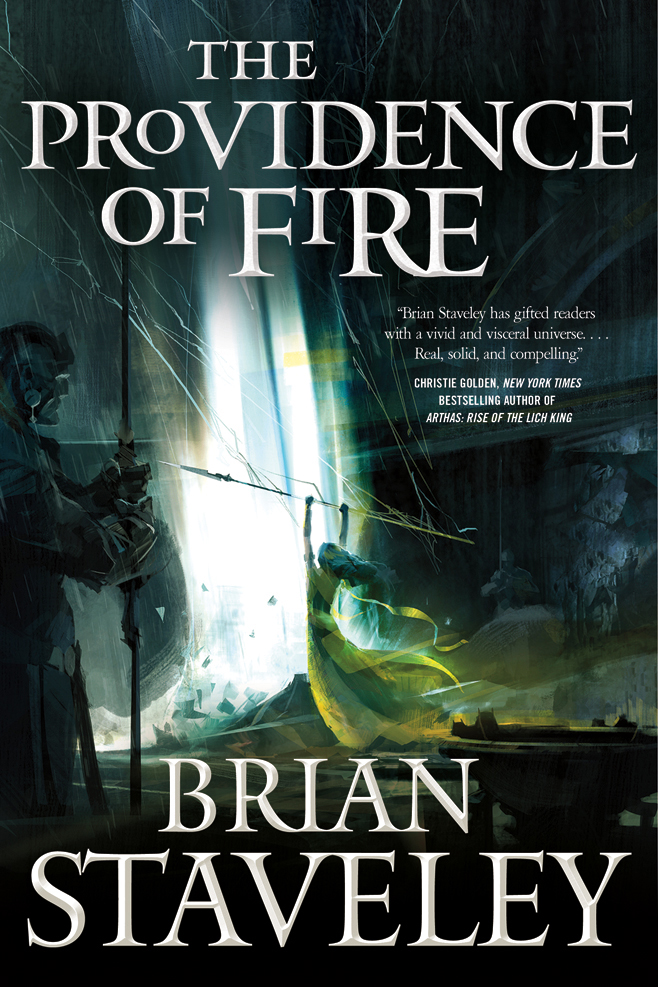 THE
PROVIDENCE
OF FIRE
“Brian Staveley has gifted readers
with a vivid and visceral universe. . . .
Real, solid, and compelling.”
CHRISTIE GOLDEN, NEW YORK TIMES
BESTSELLING AUTHOR OF
ARTHAS: RISE OF THE LICH KING
BRIAN
STAVELEY